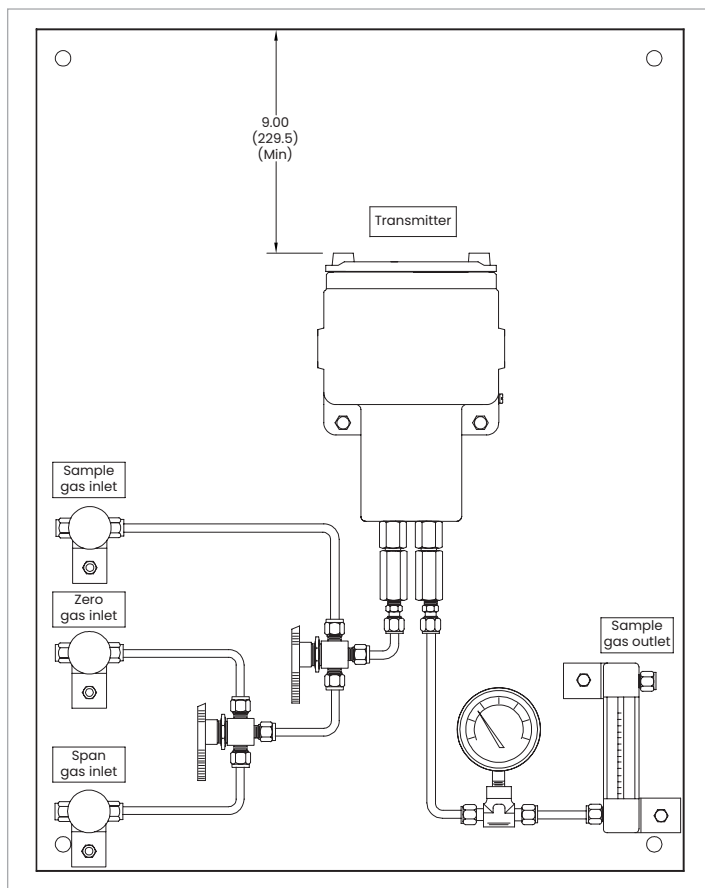 9.00
(229.5)
(Min)
Transmitter
Sample
gas inlet
Zero
gas inlet
Sample
gas outlet
Span
gas inlet